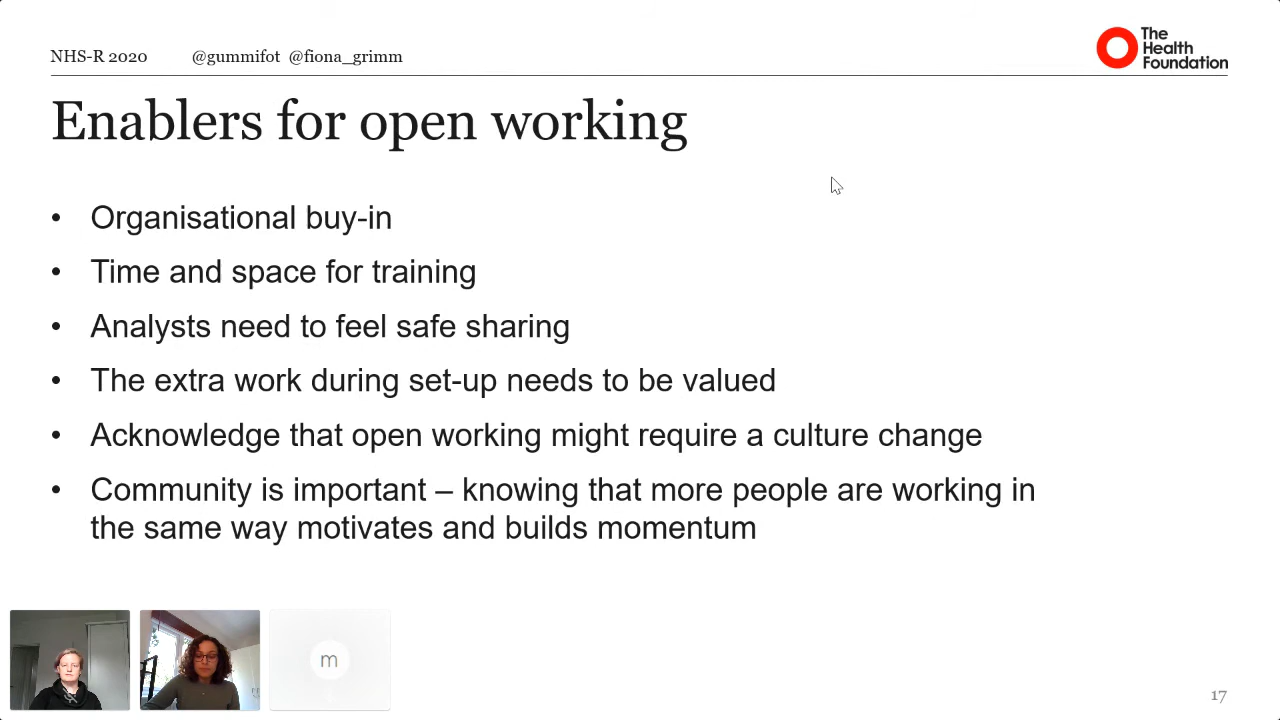 NHS-R 2020 @gummifot @fiona_grimm
The
Health
Foundation
Enablers for open working
• Organisational buy-in
• Time and space for training
• Analysts need to feel safe sharing
• The extra work during set-up needs to be valued
• Acknowledge that open working might require a culture change
• Community is important – knowing that more people are working in
the same way motivates and builds momentum
m
17